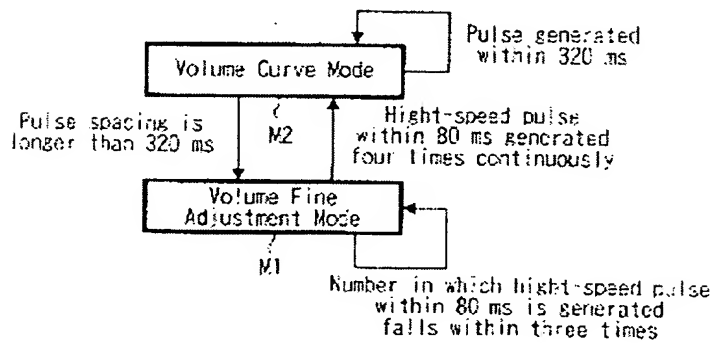 Pulse generated
within 320 ms
Volume Curve Mode
Pulse spacing is
longer than 320 ms
M2
Hight-speed pulse
within 80 ms generated
four times continuously
Volume Fine
Adjustment Mode
M1
Number in which hight-speed pulse
within 80 ms is generated
falls within three times